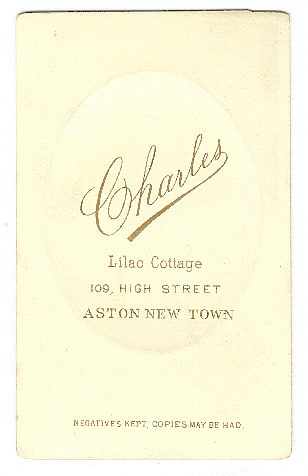 Charles
Lilac Cottage
109, HIGH STREET
ASTON NEW TOWN
NEGATIVES KEPT, COPIES MAY BE HAD.